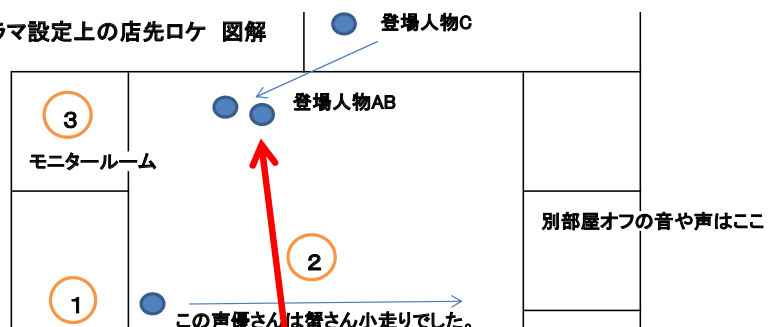 ラマ設定上の店先ロケ 図解
登場人物C
登場人物AB
③
モニタールーム
別部屋オフの音や声はここ
②
①
この声優さんは蟹さん小走りでした。